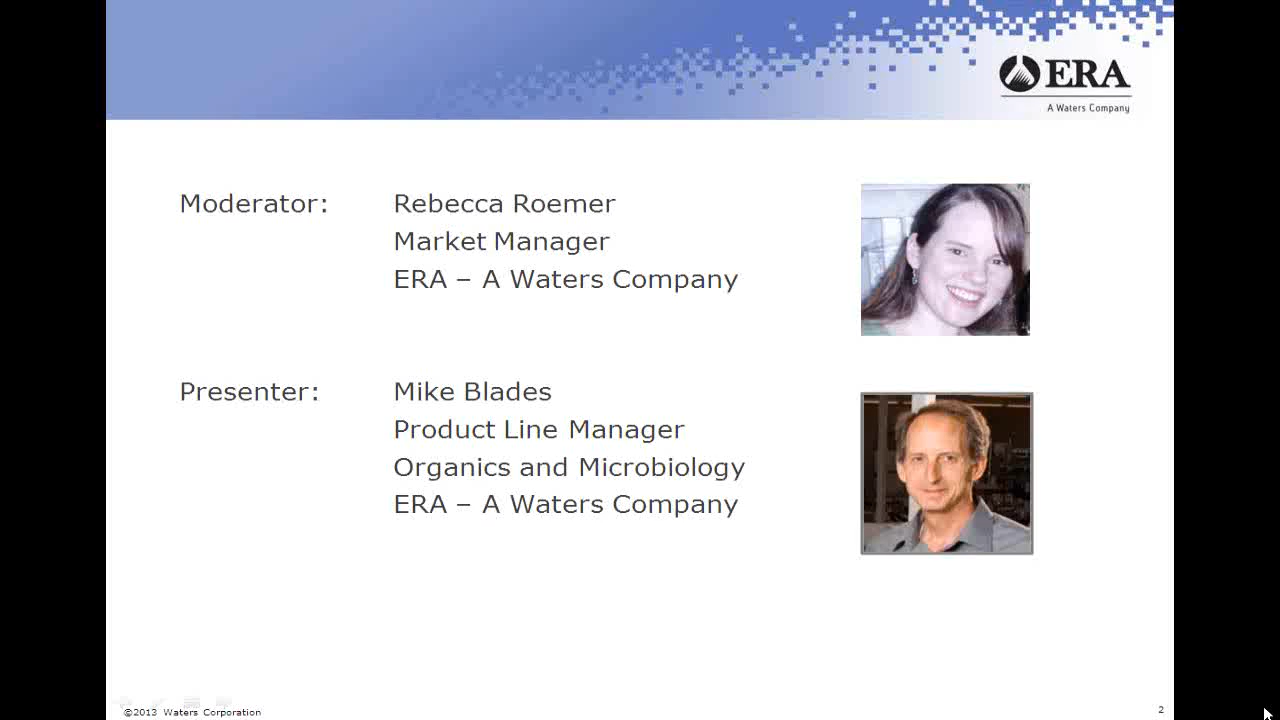 ERA
A Waters Company
Moderator: Rebecca Roemer
Market Manager
ERA – A Waters Company
Presenter: Mike Blades
Product Line Manager
Organics and Microbiology
ERA – A Waters Company
©2013 Waters Corporation
2